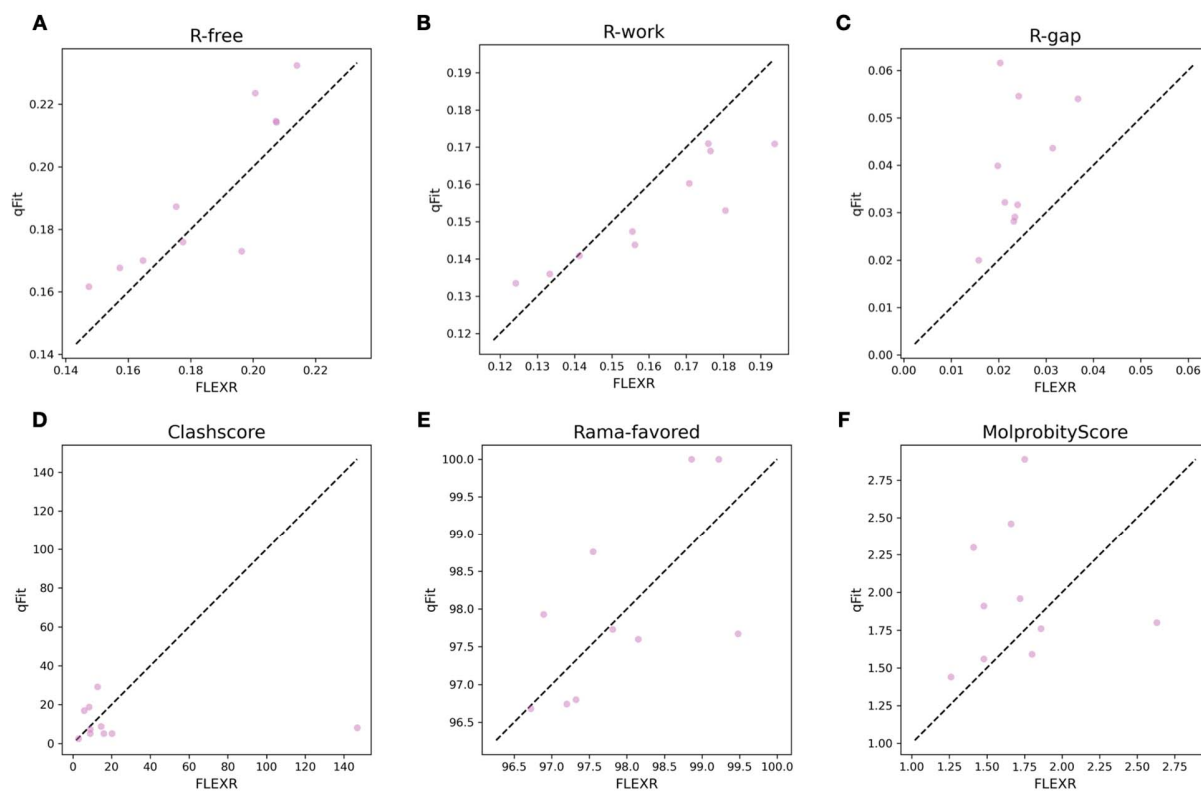 A
R-free
0.22
0.20
0.18
0.16
0.14
qFit
0.14 0.16 0.18 0.20 0.22
FLEXR
B
R-work
0.19
0.18
0.17
0.16
0.15
0.14
0.13
0.12
qFit
0.12 0.13 0.14 0.15 0.16 0.17 0.18 0.19
FLEXR
C
R-gap
0.06
0.05
0.04
0.03
0.02
0.01
0.00
qFit
0.00 0.01 0.02 0.03 0.04 0.05 0.06
FLEXR
D
Clashscore
140
120
100
80
60
40
20
0
qFit
0 20 40 60 80 100 120 140
FLEXR
E
Rama-favored
100.0
99.5
99.0
98.5
98.0
97.5
97.0
96.5
qFit
96.5 97.0 97.5 98.0 98.5 99.0 99.5 100.0
FLEXR
F
MolprobityScore
2.75
2.50
2.25
2.00
1.75
1.50
1.25
1.00
qFit
1.00 1.25 1.50 1.75 2.00 2.25 2.50 2.75
FLEXR